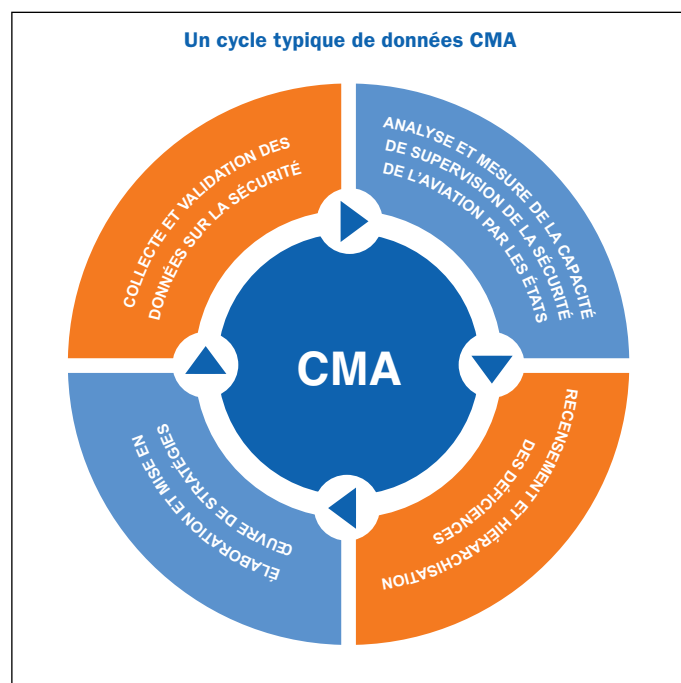 Un cycle typique de données CMA
COLLECTE ET VALIDATION DES
DONNÉES SUR LA SÉCURITÉ
ANALYSE ET MESURE DE LA CAPACITÉ
DE SUPERVISION DE LA SÉCURITÉ
DE L'AVIATION PAR LES ÉTATS
CMA
RECENSEMENT ET HIÉRARCHISATION
DES DÉFICIENCES
ÉLABORATION ET MISE EN
ŒUVRE DE STRATÉGIES